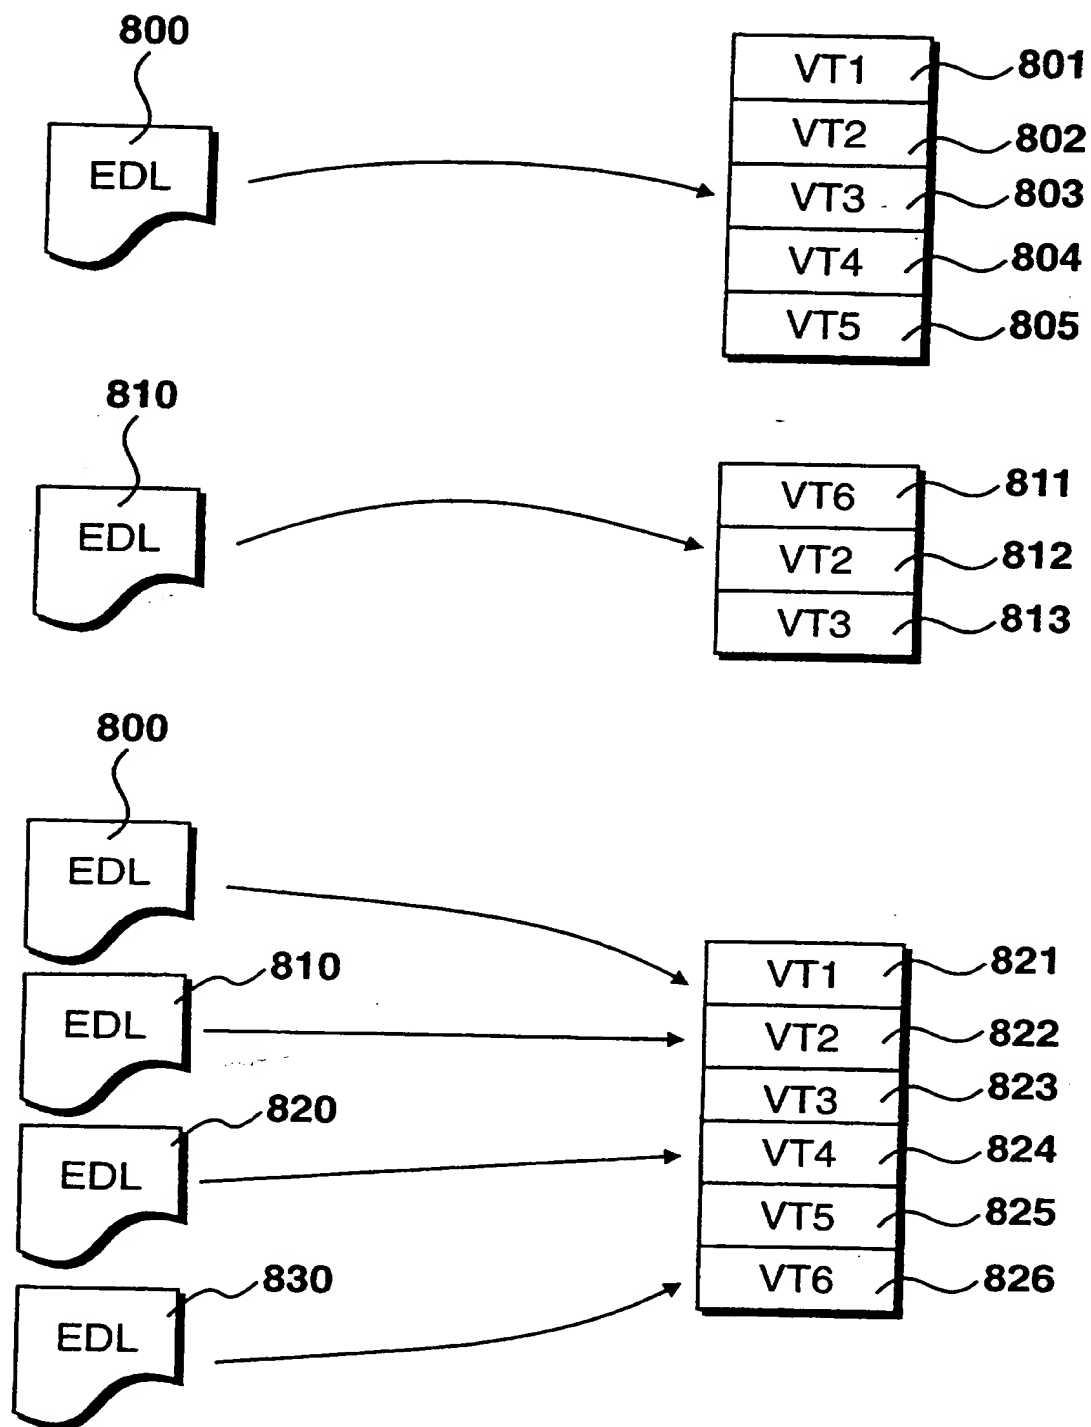 800
EDL
VT1 801
VT2 802
VT3 803
VT4 804
VT5 805
810
EDL
VT6 811
VT2 812
VT3 813
800
EDL
EDL 810
EDL 820
EDL 830
VT1 821
VT2 822
VT3 823
VT4 824
VT5 825
VT6 826